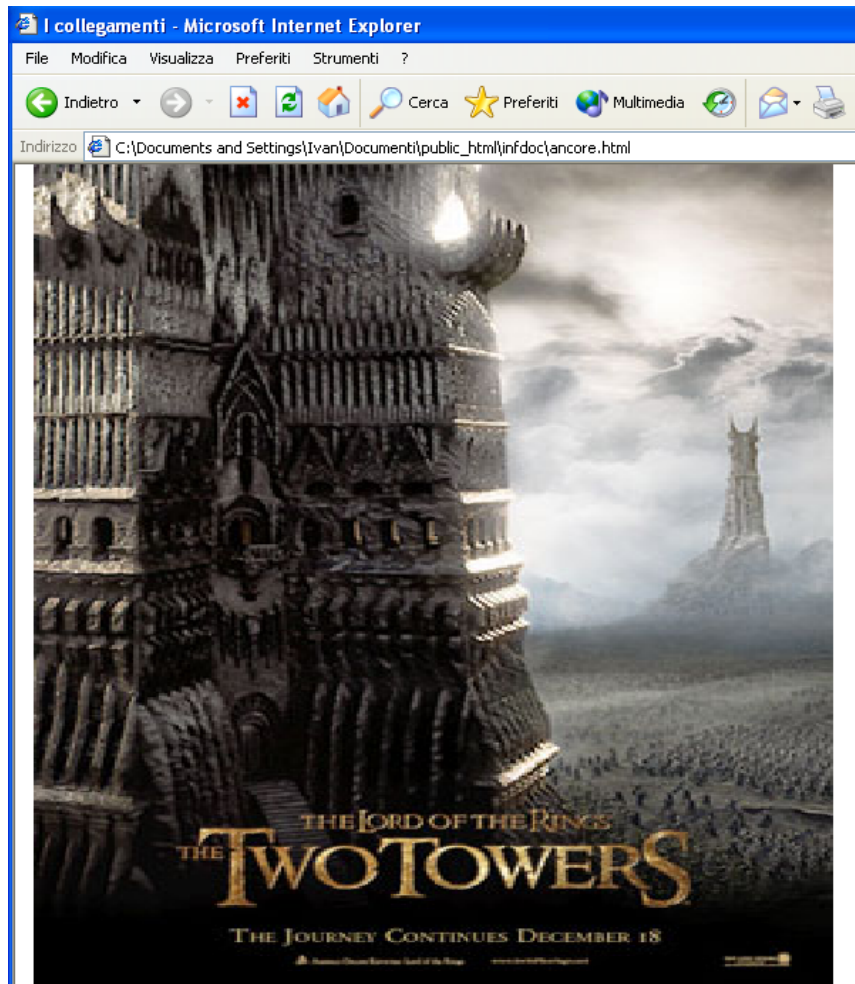 I collegamenti - Microsoft Internet Explorer
File Modifica Visualizza Preferiti Strumenti ?
Indietro Cerca Preferiti Multimedia
Indirizzo C:\Documents and Settings\Ivan\Documenti\public_html\infdoc\ancore.html
THE LORD OF THE RINGS
THE TWO TOWERS
THE JOURNEY CONTINUES DECEMBER 18